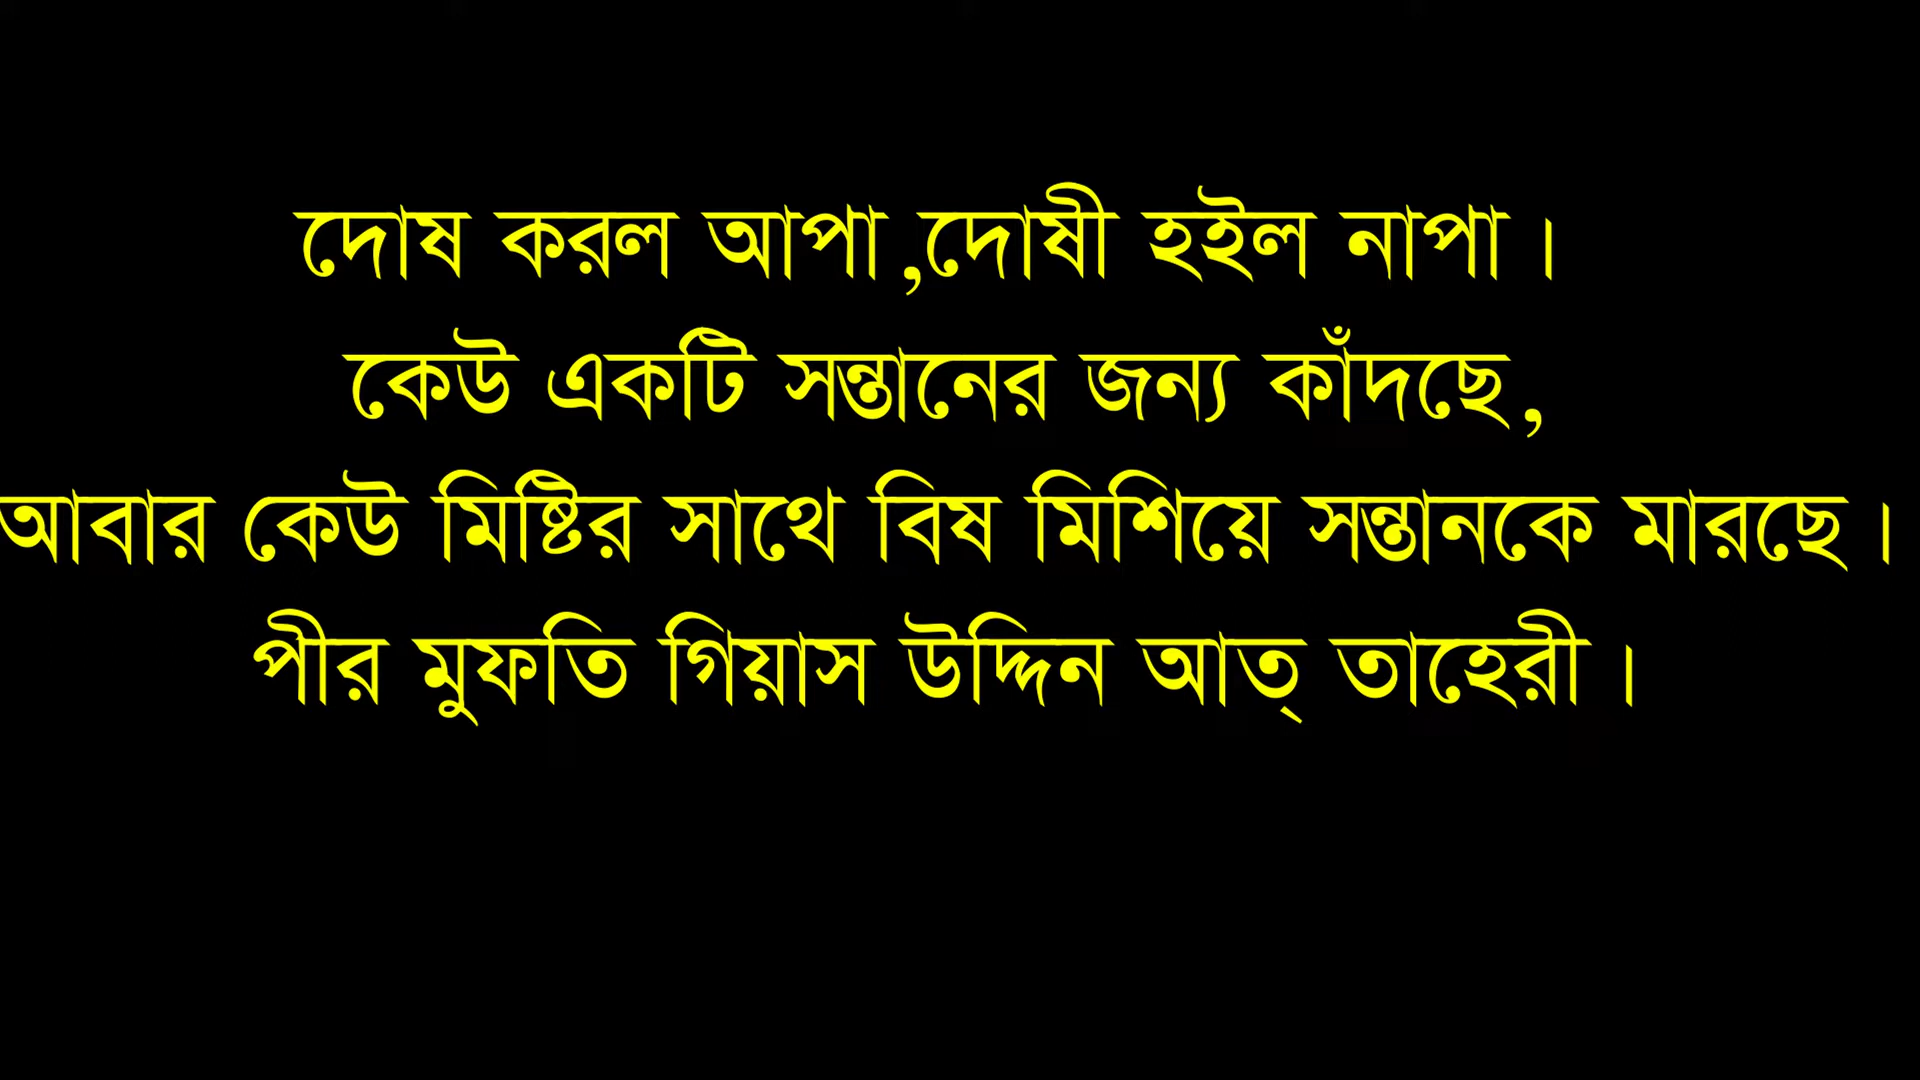 দোষ করল আপা ,দোষী হইল নাপা ।
কেউ একটি সন্তানের জন্য কাঁদছে,
আবার কেউ মিষ্টির সাথে বিষ মিশিয়ে সন্তানকে মারছে ।
পীর মুফতি গিয়াস উদ্দিন আত্ তাহেরী ।